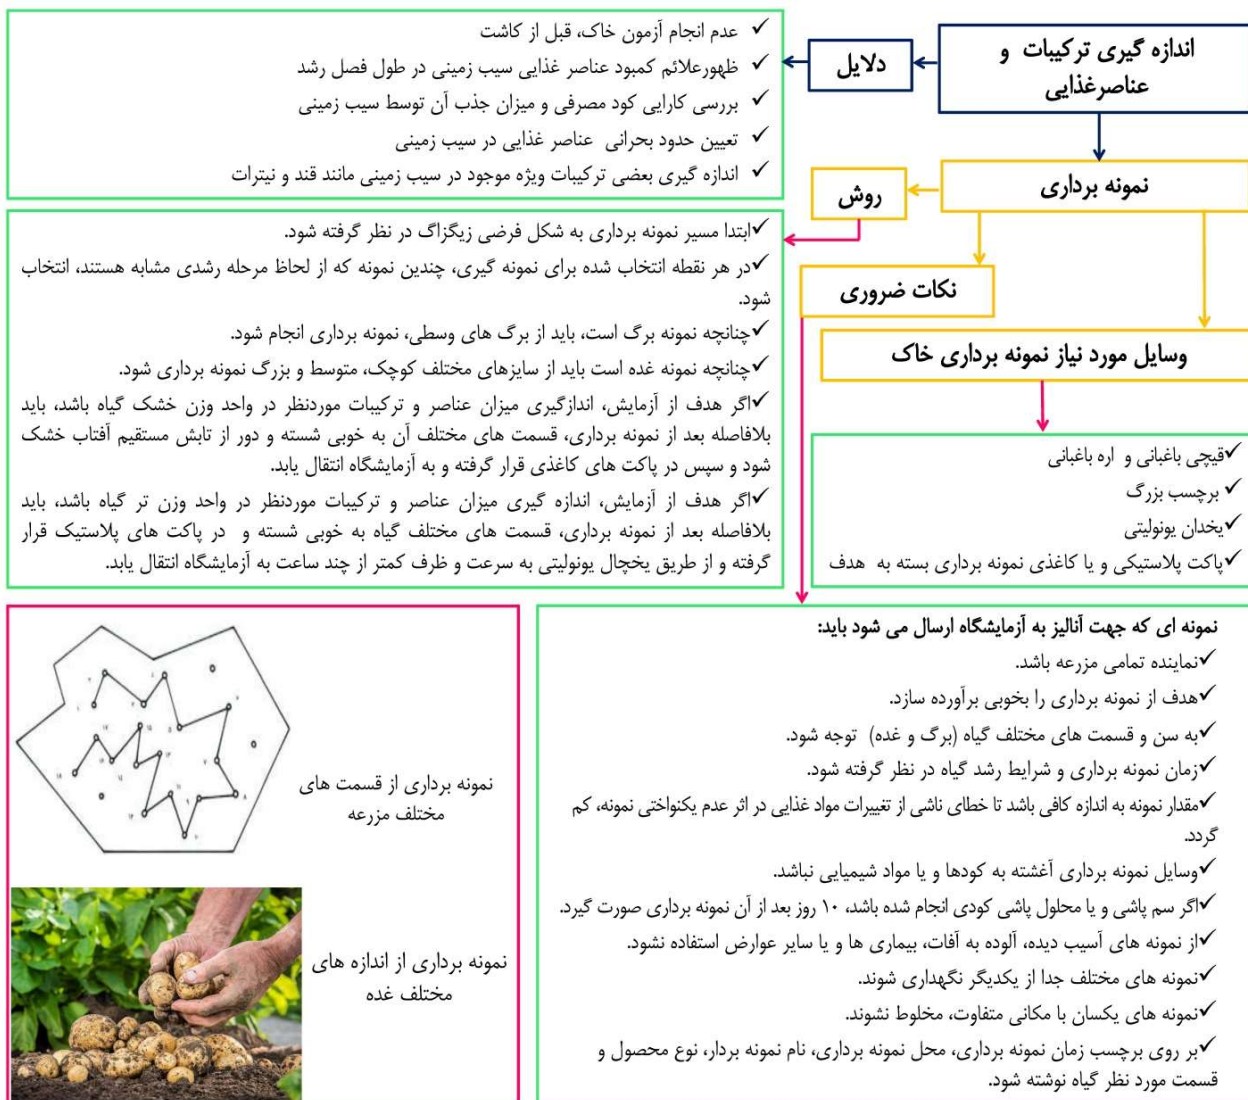 اندازه گیری ترکیبات و
عناصرغذایی
دلایل
✓ عدم انجام آزمون خاک، قبل از کاشت
✓ ظهورعلائم کمبود عناصر غذایی سیب زمینی در طول فصل رشد
✓ بررسی کارایی کود مصرفی و میزان جذب آن توسط سیب زمینی
✓ تعیین حدود بحرانی عناصر غذایی در سیب زمینی
✓ اندازه گیری بعضی ترکیبات ویژه موجود در سیب زمینی مانند قند و نیترات
نمونه برداری
روش
✓ابتدا مسیر نمونه برداری به شکل فرضی زیگزاگ در نظر گرفته شود.
✓در هر نقطه انتخاب شده برای نمونه گیری، چندین نمونه که از لحاظ مرحله رشدی مشابه هستند، انتخاب
شود.
✓چنانچه نمونه برگ است، باید از برگ های وسطی، نمونه برداری انجام شود.
✓چنانچه نمونه غده است باید از سایزهای مختلف کوچک، متوسط و بزرگ نمونه برداری شود.
✓اگر هدف از آزمایش، اندازگیری میزان عناصر و ترکیبات موردنظر در واحد وزن خشک گیاه باشد، باید
بلافاصله بعد از نمونه برداری، قسمت های مختلف آن به خوبی شسته و دور از تابش مستقیم آفتاب خشک
شود و سپس در پاکت های کاغذی قرار گرفته و به آزمایشگاه انتقال یابد.
✓اگر هدف از آزمایش، اندازه گیری میزان عناصر و ترکیبات موردنظر در واحد وزن تر گیاه باشد، باید
بلافاصله بعد از نمونه برداری، قسمت های مختلف گیاه به خوبی شسته و در پاکت های پلاستیک قرار
گرفته و از طریق یخچال یونولیتی به سرعت و ظرف کمتر از چند ساعت به آزمایشگاه انتقال یابد.
نکات ضروری
وسایل مورد نیاز نمونه برداری خاک
✓قیچی باغبانی و اره باغبانی
✓ برچسب بزرگ
✓یخدان یونولیتی
✓پاکت پلاستیکی و یا کاغذی نمونه برداری بسته به هدف
نمونه ای که جهت آنالیز به آزمایشگاه ارسال می شود باید:
✓نماینده تمامی مزرعه باشد.
✓هدف از نمونه برداری را بخوبی برآورده سازد.
✓به سن و قسمت های مختلف گیاه (برگ و غده) توجه شود.
✓زمان نمونه برداری و شرایط رشد گیاه در نظر گرفته شود.
✓مقدار نمونه به اندازه کافی باشد تا خطای ناشی از تغییرات مواد غذایی در اثر عدم یکنواختی نمونه، کم
گردد.
✓وسایل نمونه برداری آغشته به کودها و یا مواد شیمیایی نباشد.
✓اگر سم پاشی و یا محلول پاشی کودی انجام شده باشد، ۱۰ روز بعد از آن نمونه برداری صورت گیرد.
✓از نمونه های آسیب دیده، آلوده به آفات، بیماری ها و یا سایر عوارض استفاده نشود.
✓نمونه های مختلف جدا از یکدیگر نگهداری شوند.
✓نمونه های یکسان با مکانی متفاوت، مخلوط نشوند.
✓بر روی برچسب زمان نمونه برداری، محل نمونه برداری، نام نمونه بردار، نوع محصول و
قسمت مورد نظر گیاه نوشته شود.
نمونه برداری از قسمت های
مختلف مزرعه
نمونه برداری از اندازه های
مختلف غده